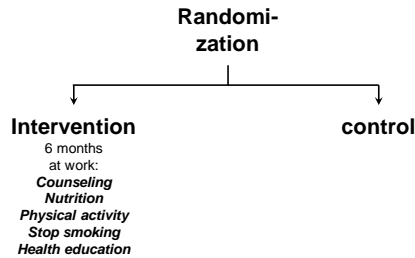 Randomi-
zation
Intervention
control
6 months
at work:
Counseling
Nutrition
Physical activity
Stop smoking
Health education